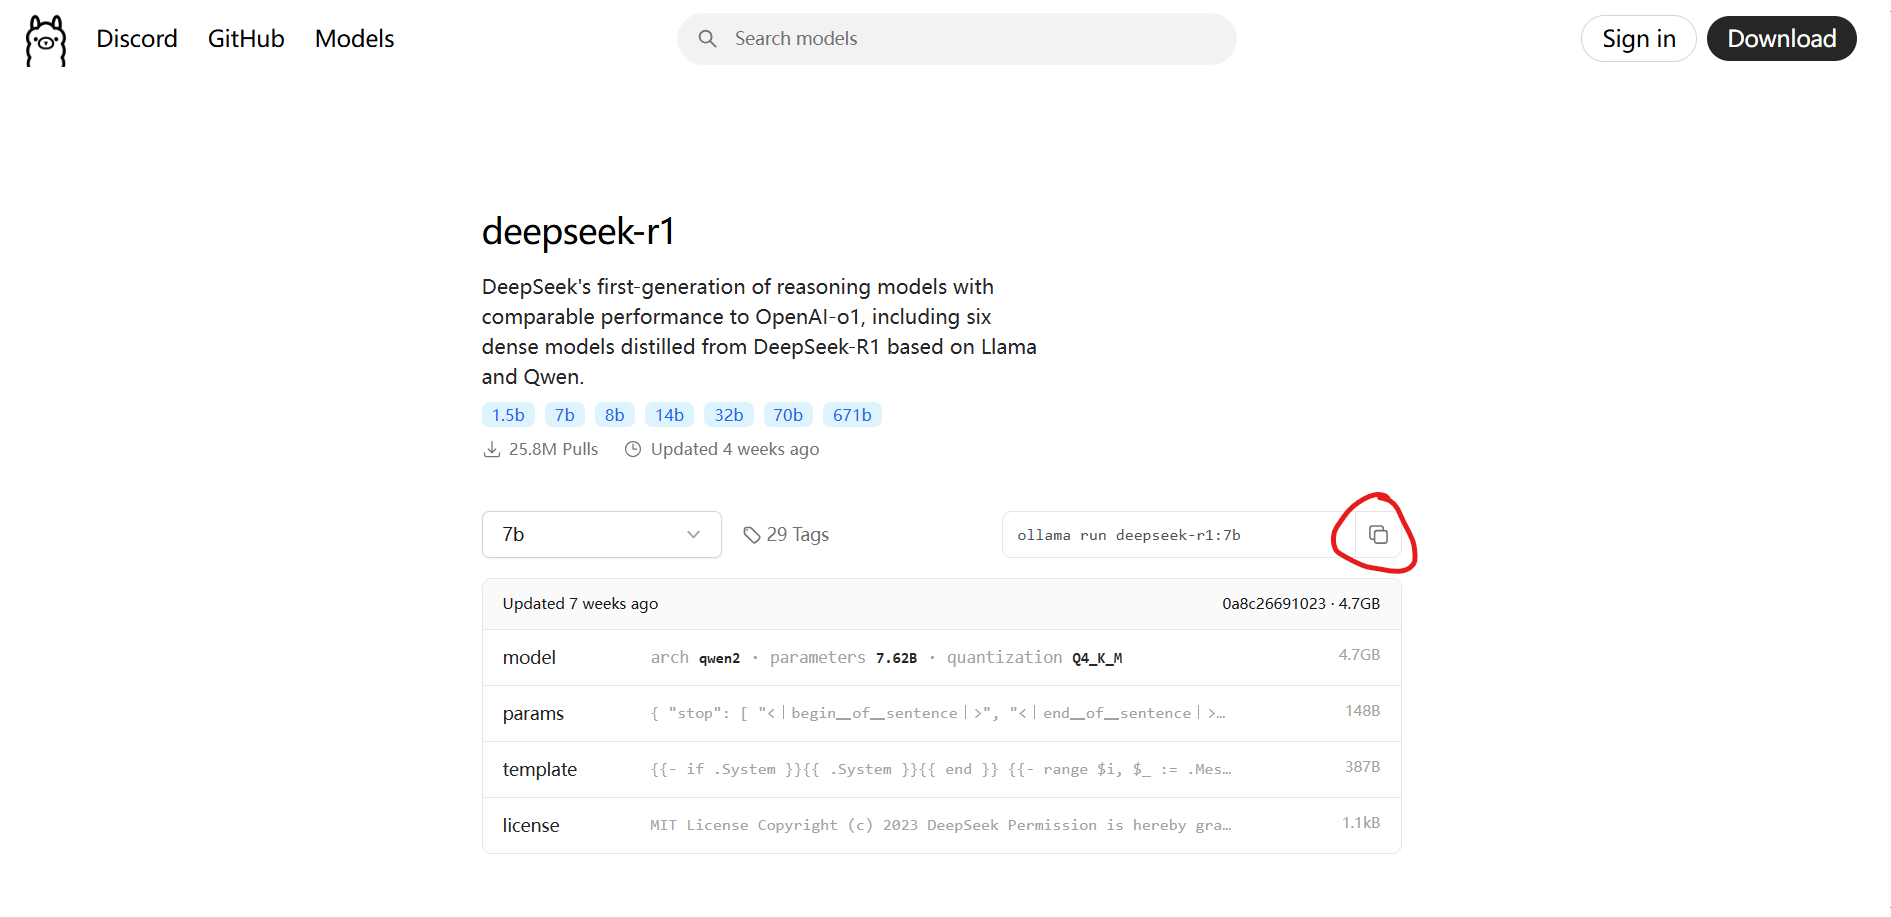 Discord GitHub Models Search models Sign in Download
deepseek-r1
DeepSeek's first-generation of reasoning models with
comparable performance to OpenAI-o1, including six
dense models distilled from DeepSeek-R1 based on Llama
and Qwen.
1.5b 7b 8b 14b 32b 70b 671b
25.8M Pulls Updated 4 weeks ago
7b 29 Tags ollama run deepseek-r1:7b
Updated 7 weeks ago 0a8c26691023 · 4.7GB
model arch qwen2 · parameters 7.62B · quantization Q4_K_M 4.7GB
params { "stop": [ "<｜begin▁of▁sentence｜>", "<｜end▁of▁sentence｜>… 148B
template {{- if .System }}{{ .System }}{{ end }} {{- range $i, $_ := .Mes… 387B
license MIT License Copyright (c) 2023 DeepSeek Permission is hereby gra… 1.1kB